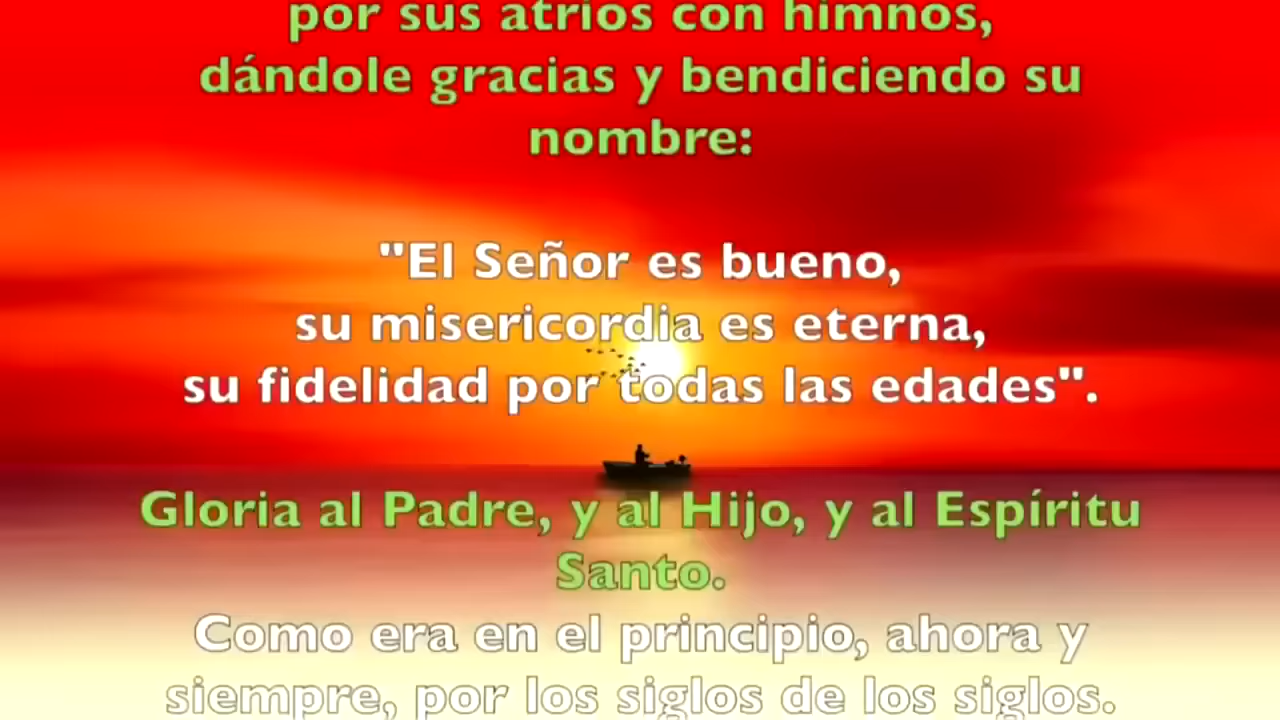 por sus atrios con himnos,
dándole gracias y bendiciendo su
nombre:
"El Señor es bueno,
su misericordia es eterna,
su fidelidad por todas las edades".
Gloria al Padre, y al Hijo, y al Espíritu
Santo.
Como era en el principio, ahora y
siempre, por los siglos de los siglos.